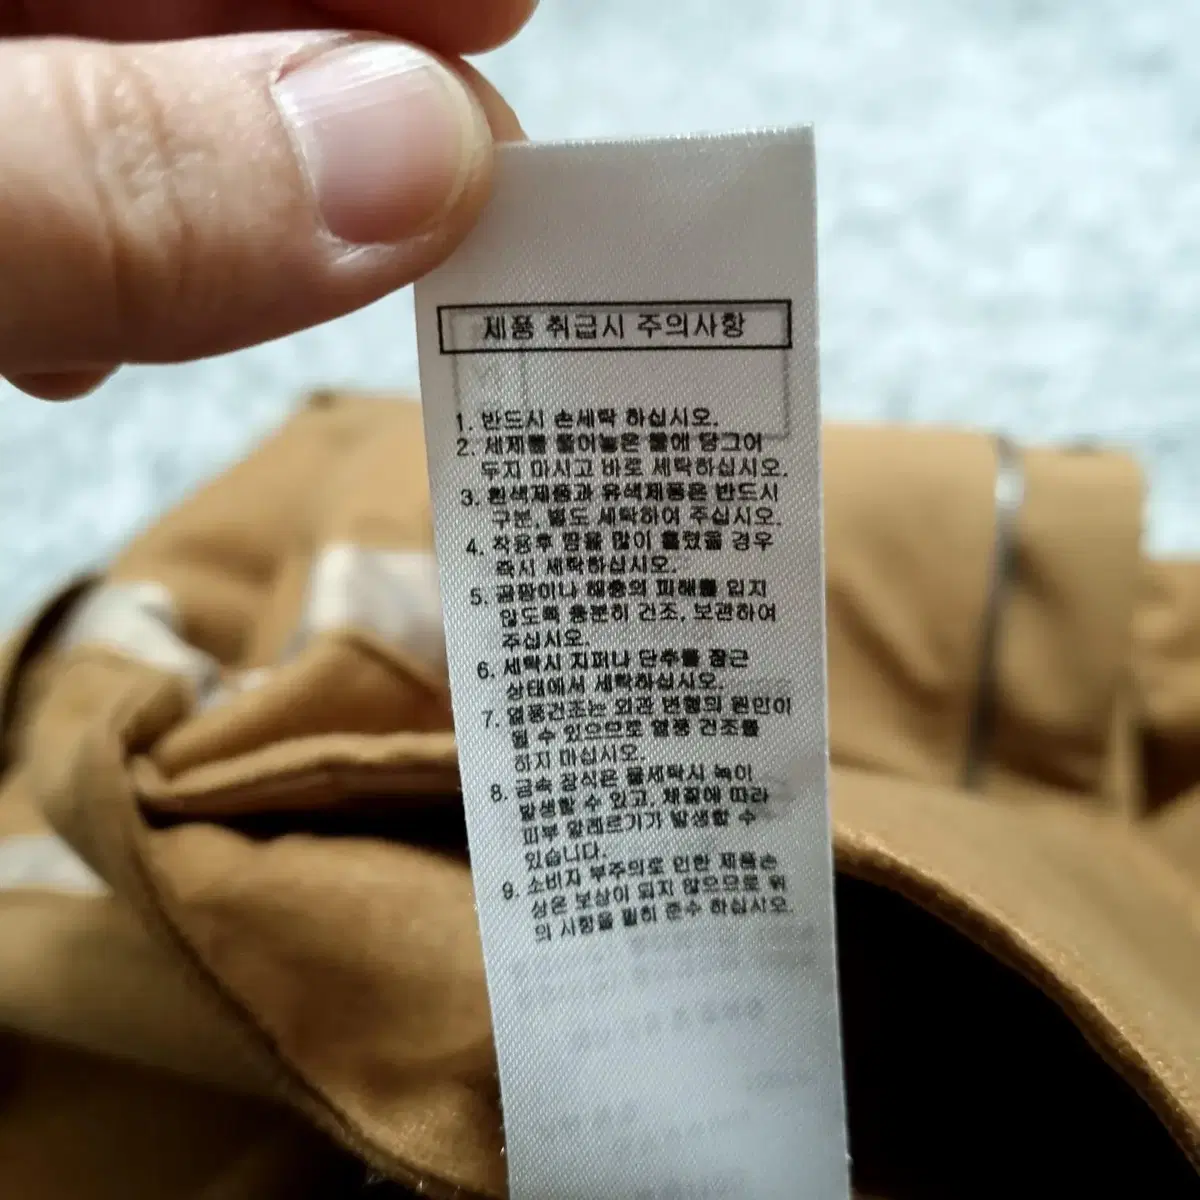 제품 취급시 주의사항
1. 반드시 손세탁 하십시오.
2. 세제를 풀어놓은 물에 담그어
두지 마시고 바로 세탁하십시오.
3. 흰색제품과 유색제품은 반드시
구분, 별도 세탁하여 주십시오.
4. 착용후 땀을 많이 흘렸을 경우
즉시 세탁하십시오.
5. 곰팡이나 해충의 피해를 입지
않도록 충분히 건조, 보관하여
주십시오.
6. 세탁시 지퍼나 단추를 잠근
상태에서 세탁하십시오.
7. 열풍건조는 외관 변형의 원인이
될 수 있으므로 열풍 건조를
하지 마십시오.
8. 금속 장식은 물세탁시 녹이
발생할 수 있고, 체질에 따라
피부 알레르기가 발생할 수
있습니다.
9. 소비자 부주의로 인한 제품손
상은 보상이 되지 않으므로 위
의 사항을 필히 준수 하십시오.